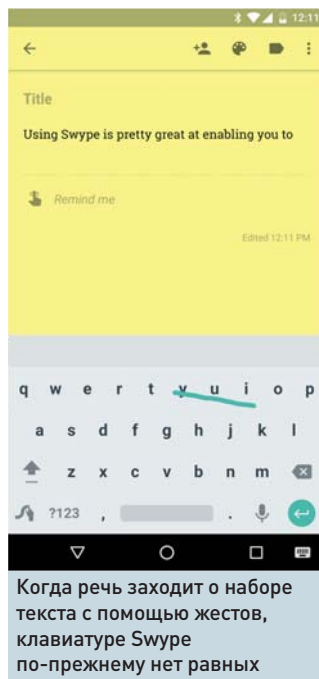 12:11
Title
Using Swype is pretty great at enabling you to
Remind me
Edited 12:11 PM
q w e r t y u i o p
a s d f g h j k l
z x c v b n m
?123 , .
Когда речь заходит о наборе
текста с помощью жестов,
клавиатуре Swype
по-прежнему нет равных